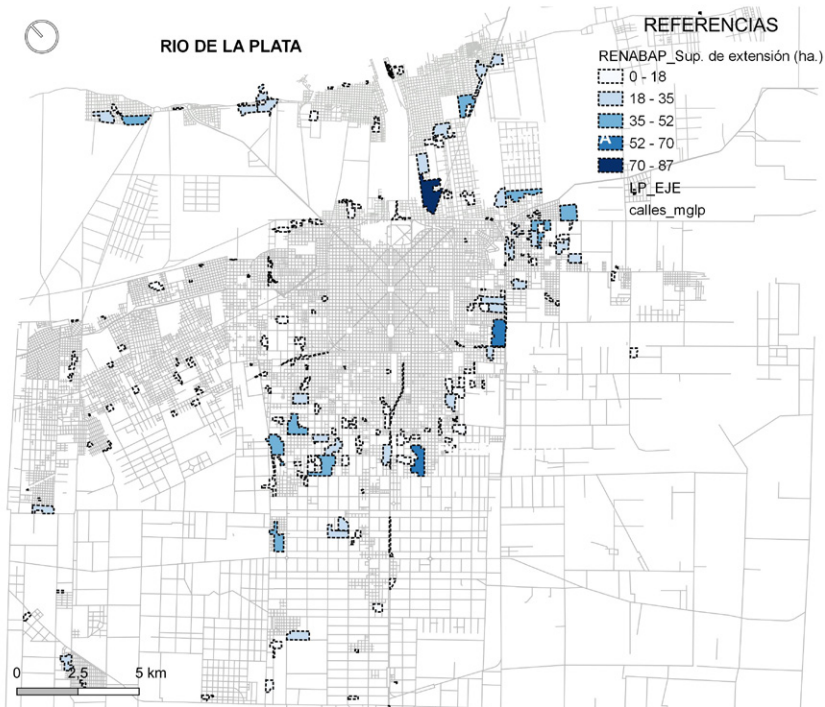 RIO DE LA PLATA
REFERENCIAS
RENABAP_Sup. de extensión (ha.)
0 - 18
18 - 35
35 - 52
52 - 70
70 - 87
LP_EJE
calles_mglp
0 2,5 5 km